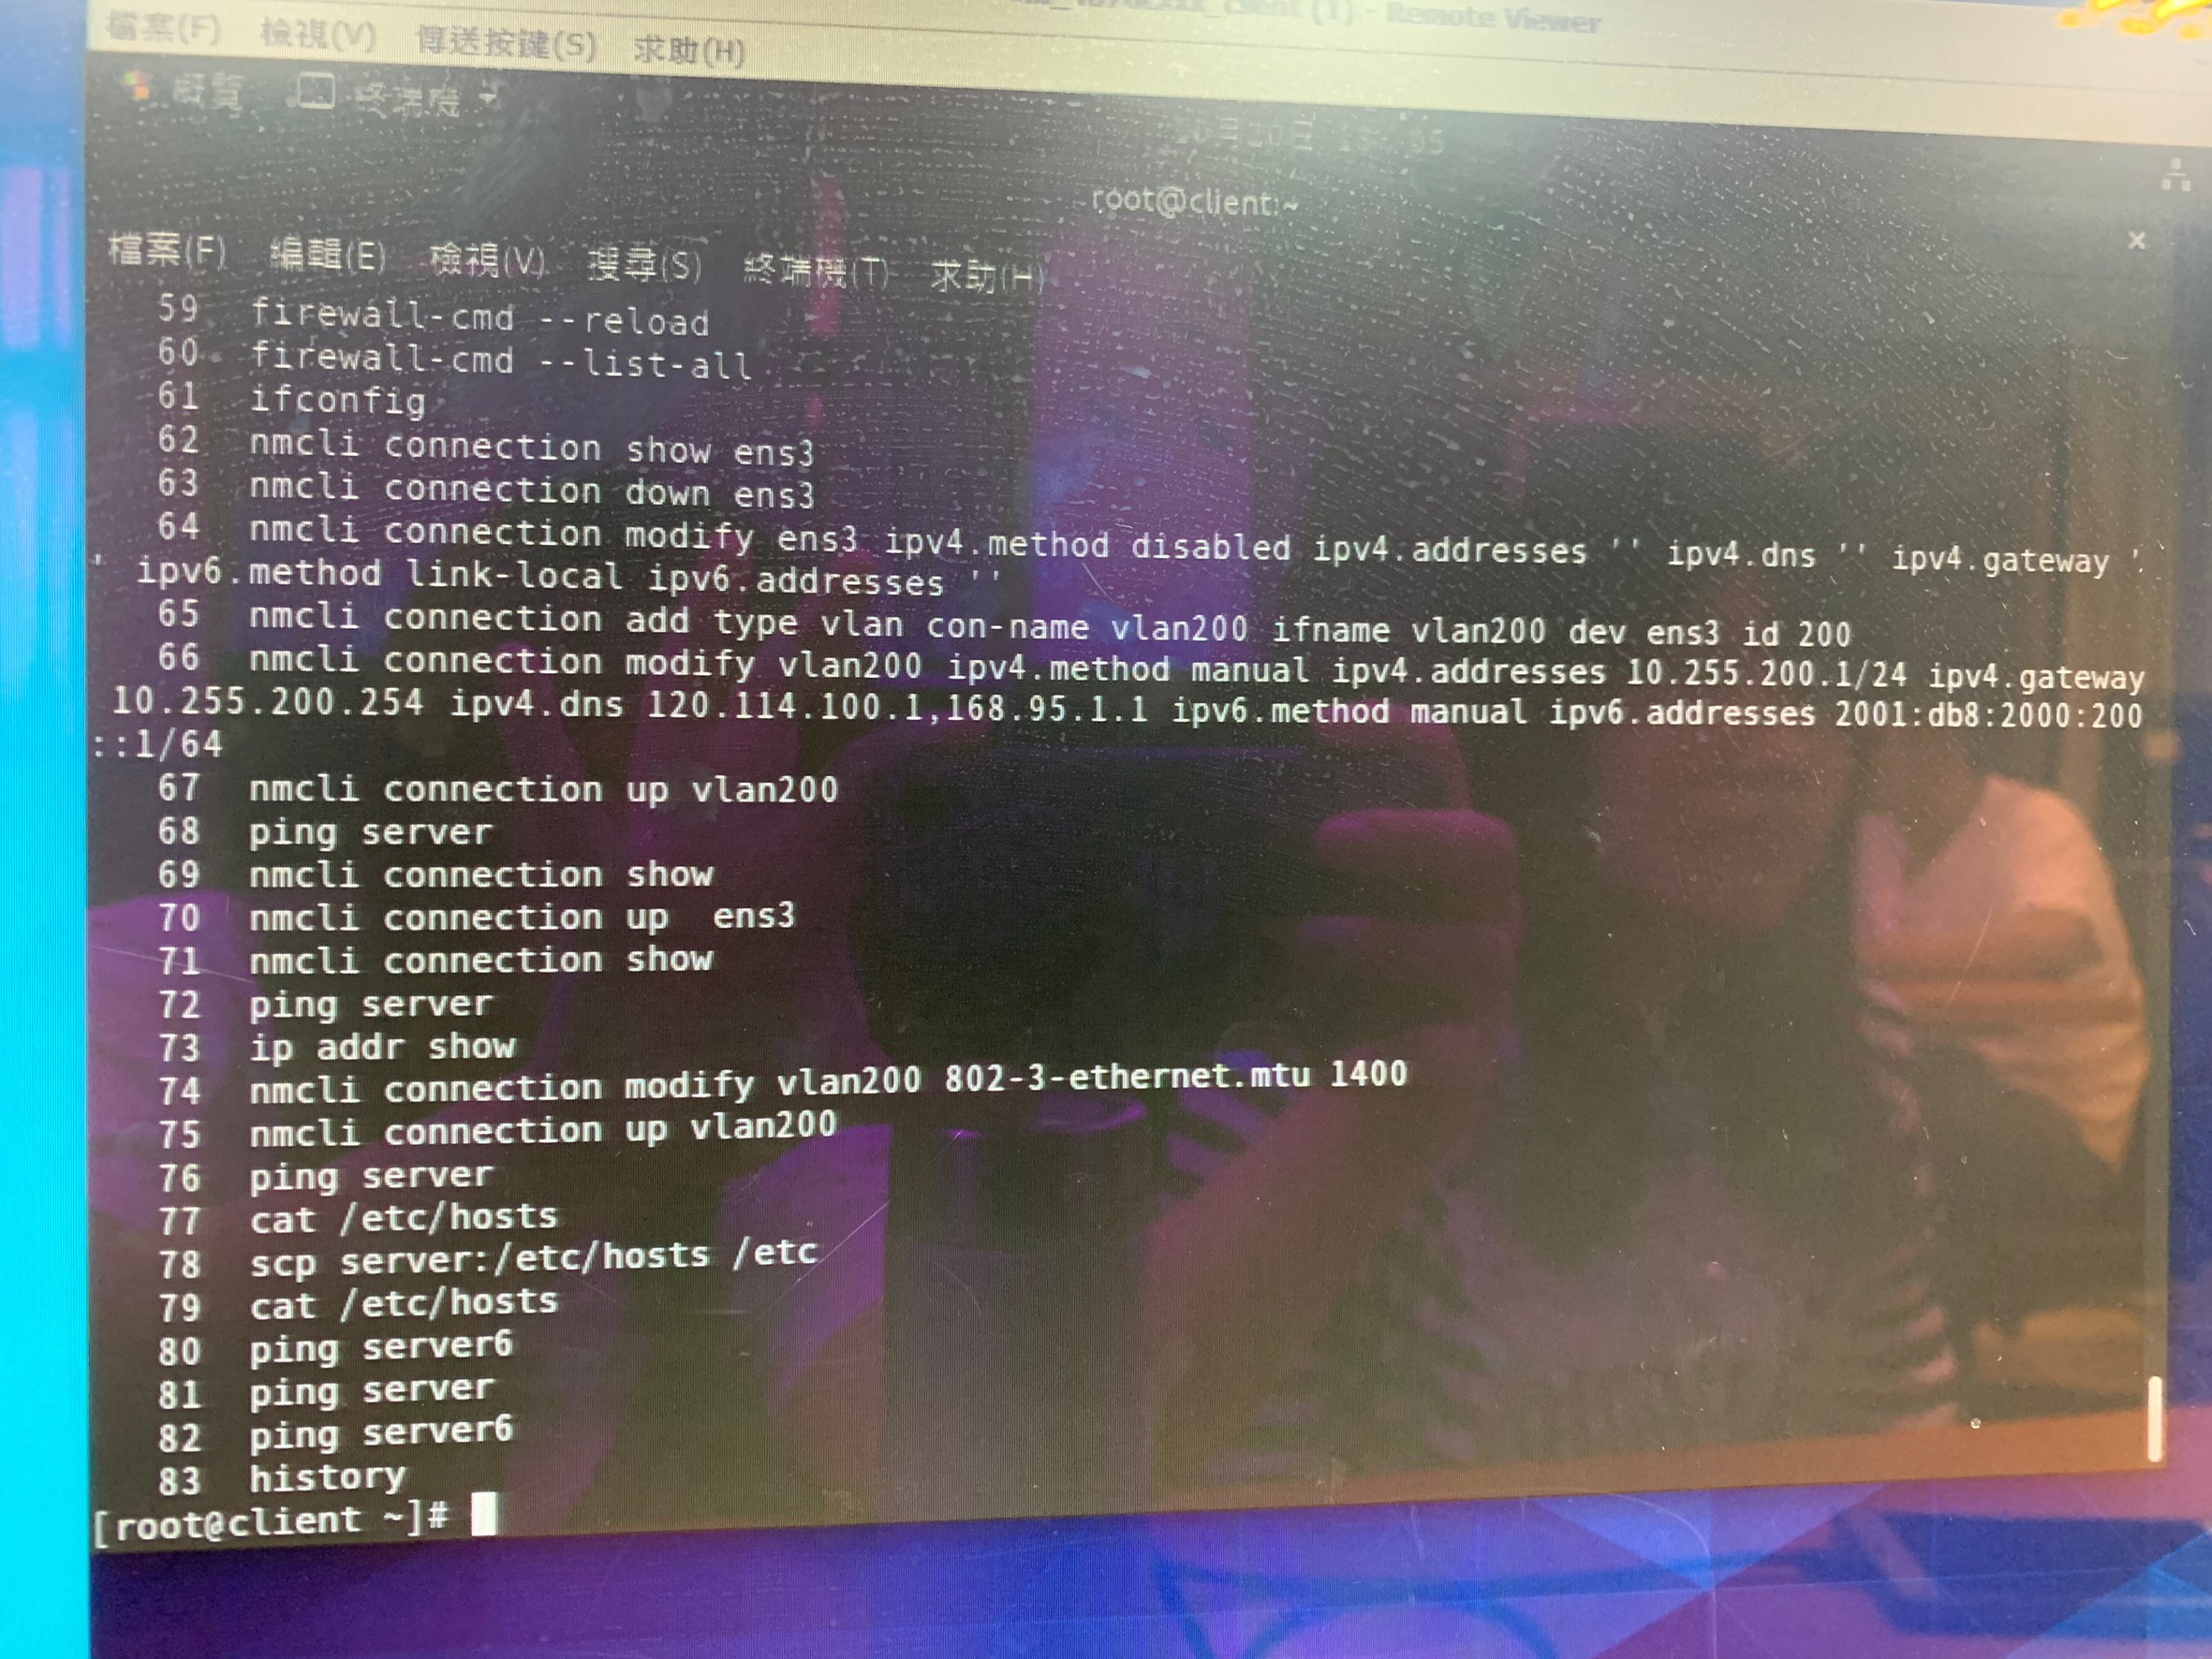 client (1) - Remote Viewer
檔案(F) 檢視(V) 傳送按鍵(S) 求助(H)
概覽 終端機
root@client:~
×
檔案(F) 編輯(E) 檢視(V) 搜尋(S) 終端機(T) 求助(H)
59 firewall-cmd --reload
60 firewall-cmd --list-all
61 ifconfig
62 nmcli connection show ens3
63 nmcli connection down ens3
64 nmcli connection modify ens3 ipv4.method disabled ipv4.addresses '' ipv4.dns '' ipv4.gateway '
' ipv6.method link-local ipv6.addresses ''
65 nmcli connection add type vlan con-name vlan200 ifname vlan200 dev ens3 id 200
66 nmcli connection modify vlan200 ipv4.method manual ipv4.addresses 10.255.200.1/24 ipv4.gateway
10.255.200.254 ipv4.dns 120.114.100.1,168.95.1.1 ipv6.method manual ipv6.addresses 2001:db8:2000:200
::1/64
67 nmcli connection up vlan200
68 ping server
69 nmcli connection show
70 nmcli connection up  ens3
71 nmcli connection show
72 ping server
73 ip addr show
74 nmcli connection modify vlan200 802-3-ethernet.mtu 1400
75 nmcli connection up vlan200
76 ping server
77 cat /etc/hosts
78 scp server:/etc/hosts /etc
79 cat /etc/hosts
80 ping server6
81 ping server
82 ping server6
83 history
[root@client ~]#